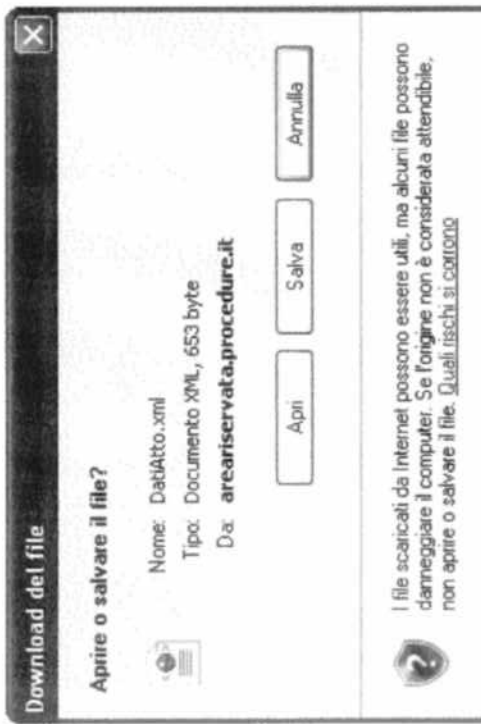 Download del file
Aprire o salvare il file?
Nome: DatiAtto.xml
Tipo: Documento XML, 653 byte
Da: areariservata.procedure.it
Apri Salva Annulla
I file scaricati da Internet possono essere utili, ma alcuni file possono
danneggiare il computer. Se l'origine non è considerata attendibile,
non aprire o salvare il file. Quali rischi si corrono